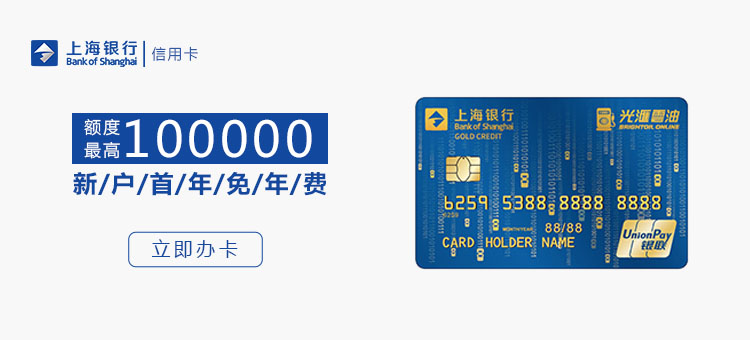 上海银行
Bank of Shanghai
信用卡
额度
最高
100000
新/户/首/年/免/年/费
立即办卡
上海银行
Bank of Shanghai
GOLD CREDIT
光滙雲油
BRIGHTOIL ONLINE
6259 5388 8888 8888
6259
MONTH/YEAR
88/88
CARD HOLDER NAME
UnionPay
银联